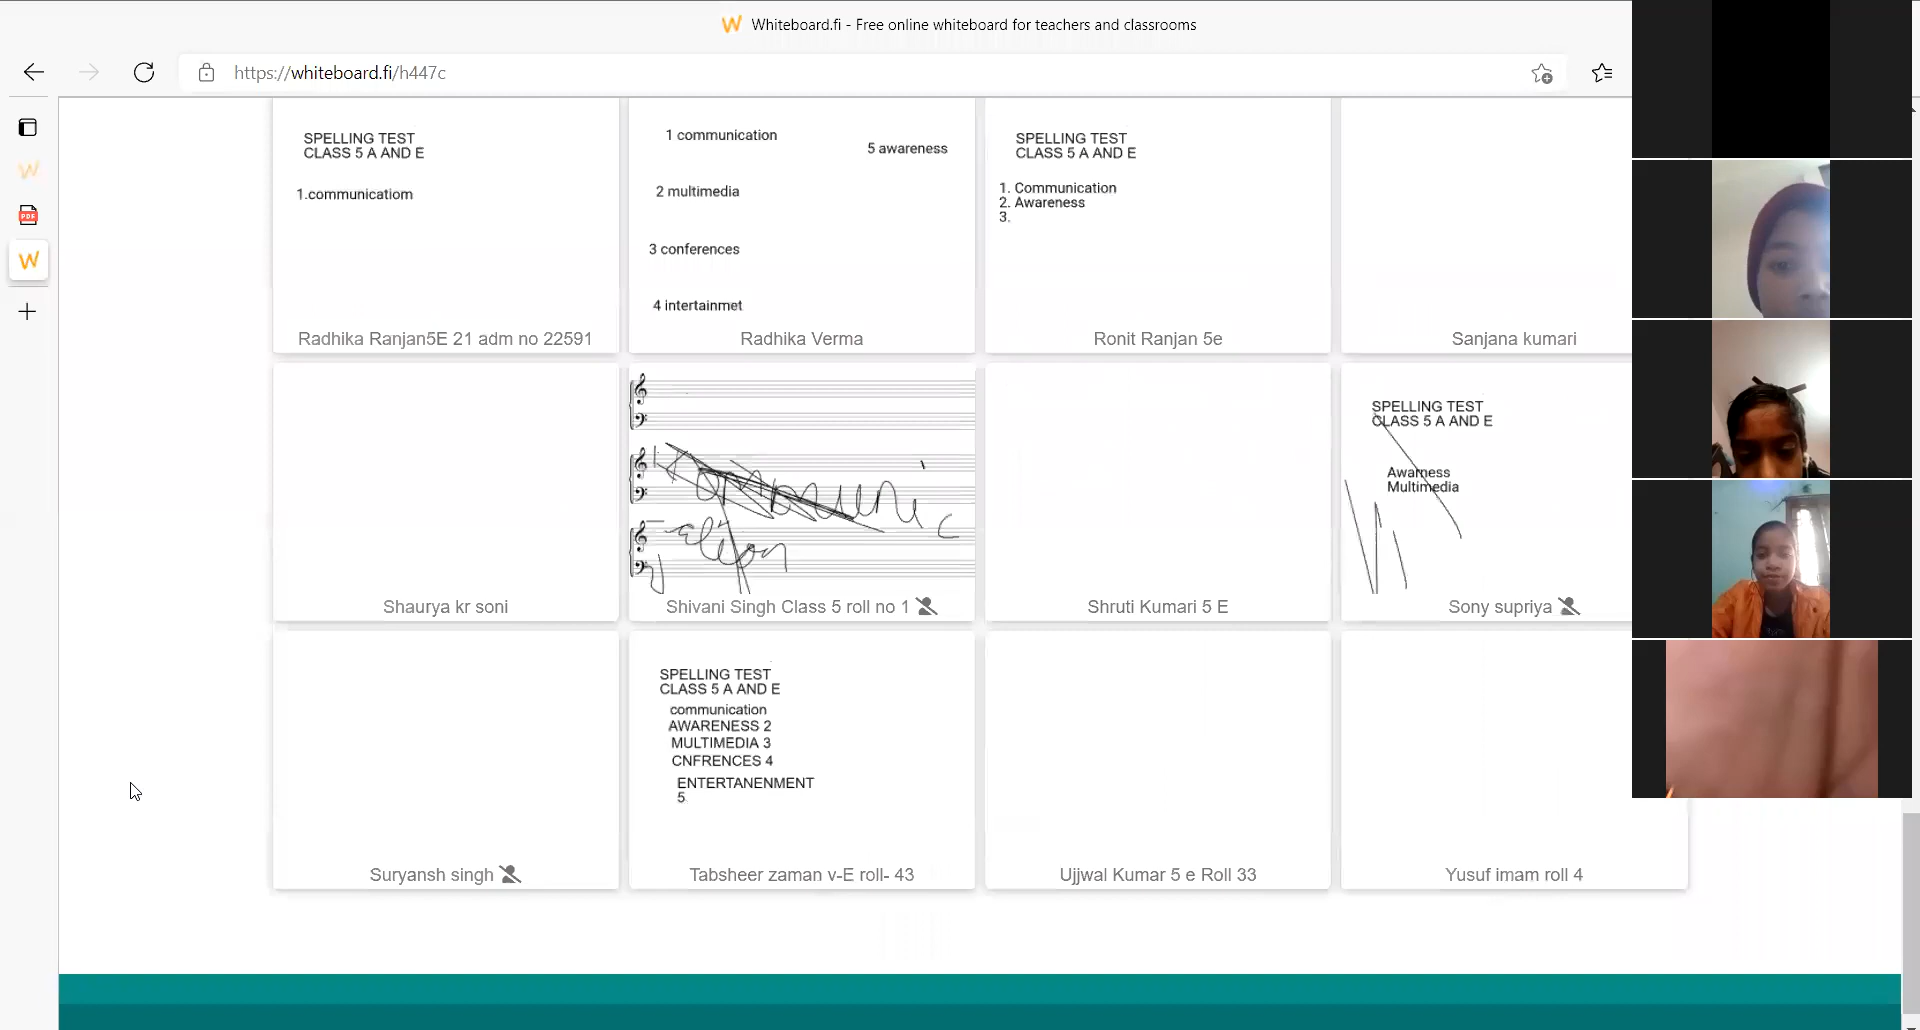 Whiteboard.fi - Free online whiteboard for teachers and classrooms
https://whiteboard.fi/h447c
PDF
SPELLING TEST
CLASS 5 A AND E
1.communicatiom
Radhika Ranjan5E 21 adm no 22591
1 communication
5 awareness
2 multimedia
3 conferences
4 intertainmet
Radhika Verma
SPELLING TEST
CLASS 5 A AND E
1. Communication
2. Awareness
3.
Ronit Ranjan 5e
Sanjana kumari
Shaurya kr soni
Shivani Singh Class 5 roll no 1
Shruti Kumari 5 E
SPELLING TEST
CLASS 5 A AND E
Awarness
Multimedia
Sony supriya
Suryansh singh
SPELLING TEST
CLASS 5 A AND E
communication
AWARENESS 2
MULTIMEDIA 3
CNFRENCES 4
ENTERTANENMENT
5
Tabsheer zaman v-E roll- 43
Ujjwal Kumar 5 e Roll 33
Yusuf imam roll 4